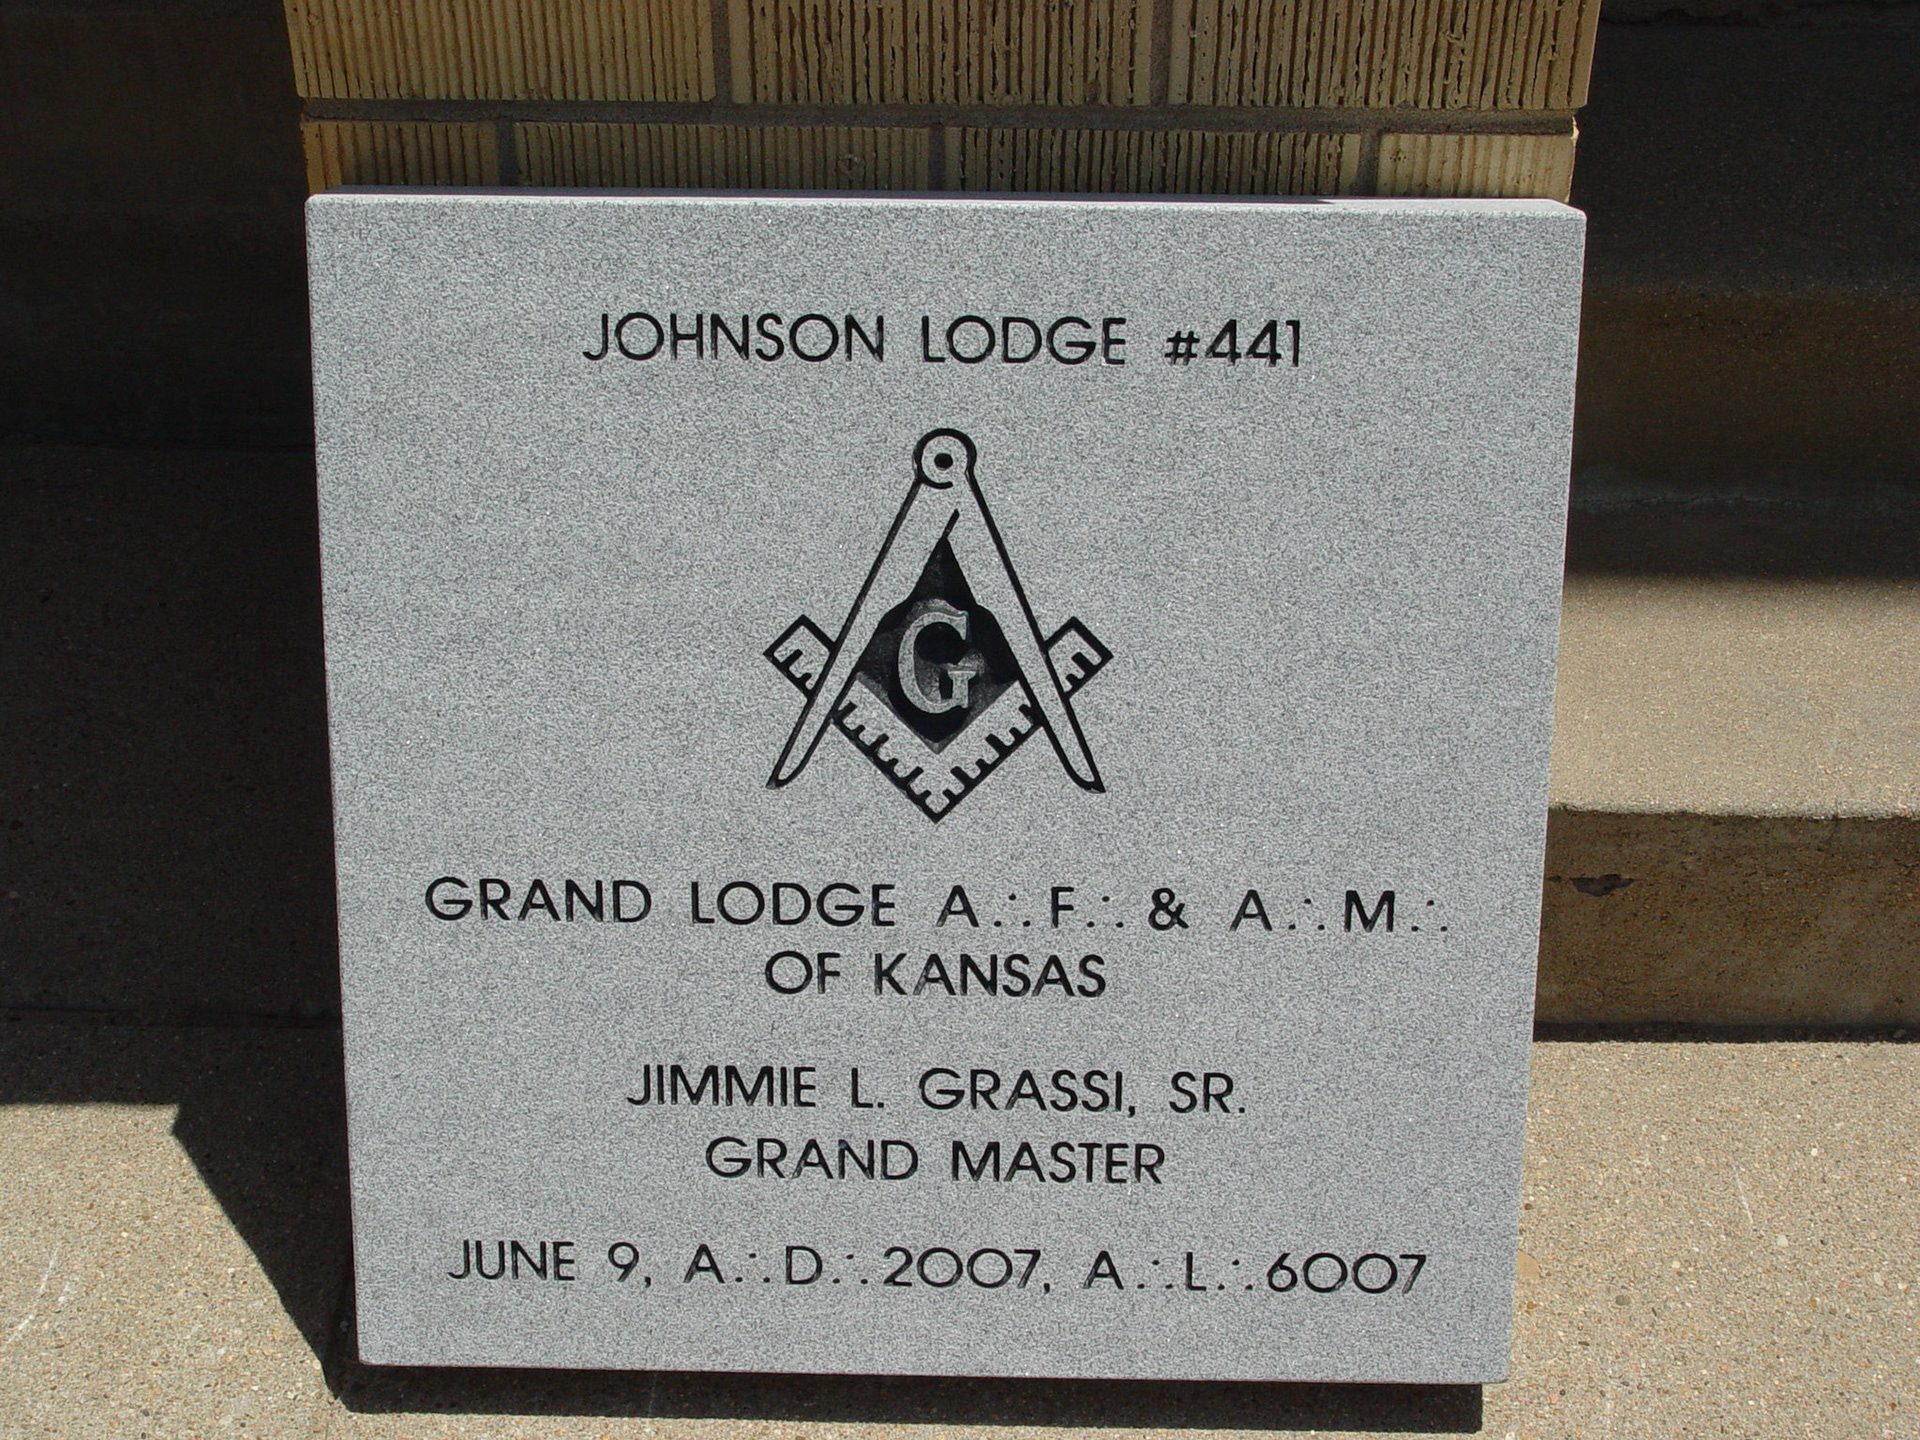 JOHNSON LODGE #441
G
GRAND LODGE A∴F∴ & A∴M∴
OF KANSAS
JIMMIE L. GRASSI, SR.
GRAND MASTER
JUNE 9, A∴D∴2007, A∴L∴6007